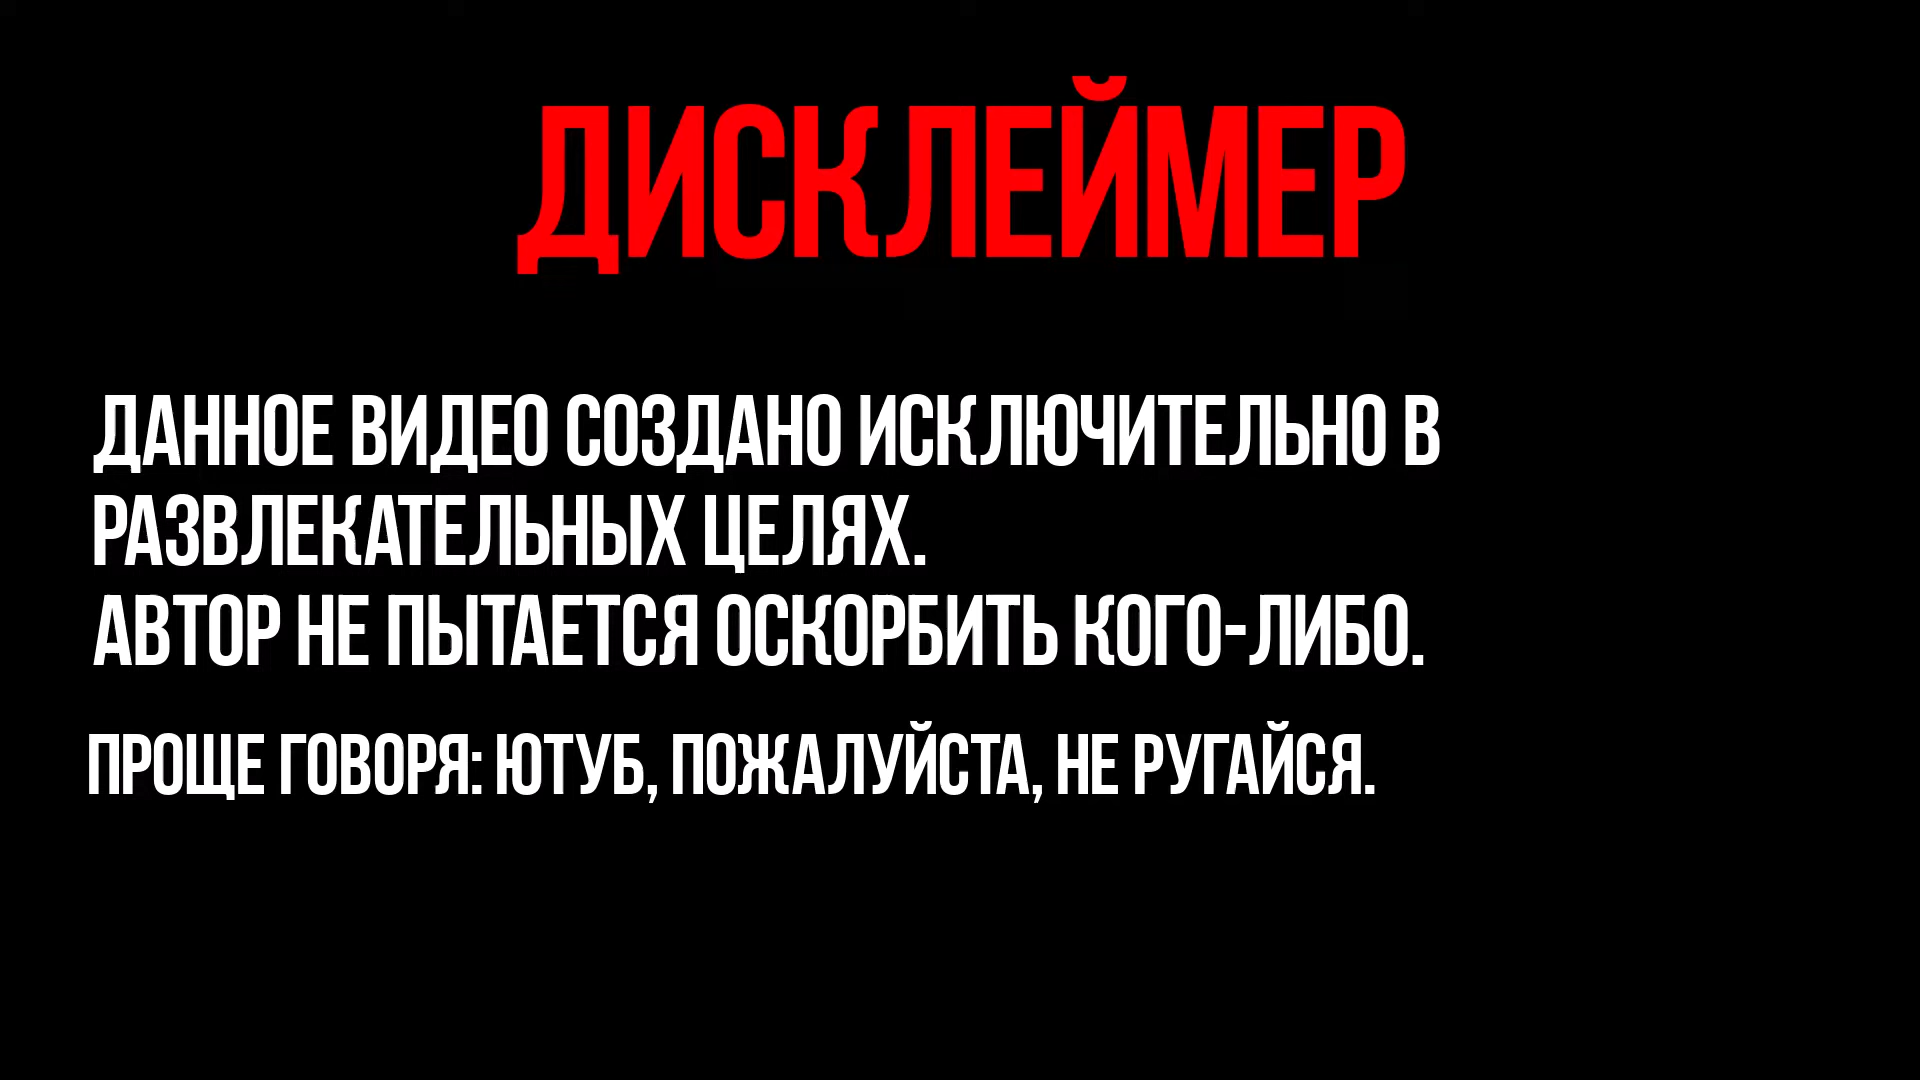 ДИСКЛЕЙМЕР
ДАННОЕ ВИДЕО СОЗДАНО ИСКЛЮЧИТЕЛЬНО В
РАЗВЛЕКАТЕЛЬНЫХ ЦЕЛЯХ.
АВТОР НЕ ПЫТАЕТСЯ ОСКОРБИТЬ КОГО-ЛИБО.
ПРОЩЕ ГОВОРЯ: ЮТУБ, ПОЖАЛУЙСТА, НЕ РУГАЙСЯ.